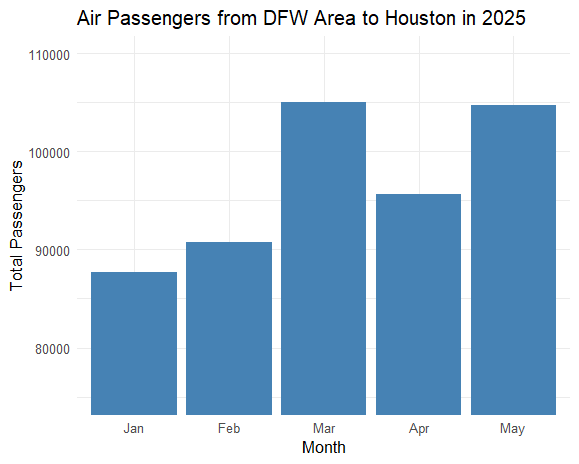 Air Passengers from DFW Area to Houston in 2025
110000
100000
90000
80000
Total Passengers
Jan Feb Mar Apr May
Month